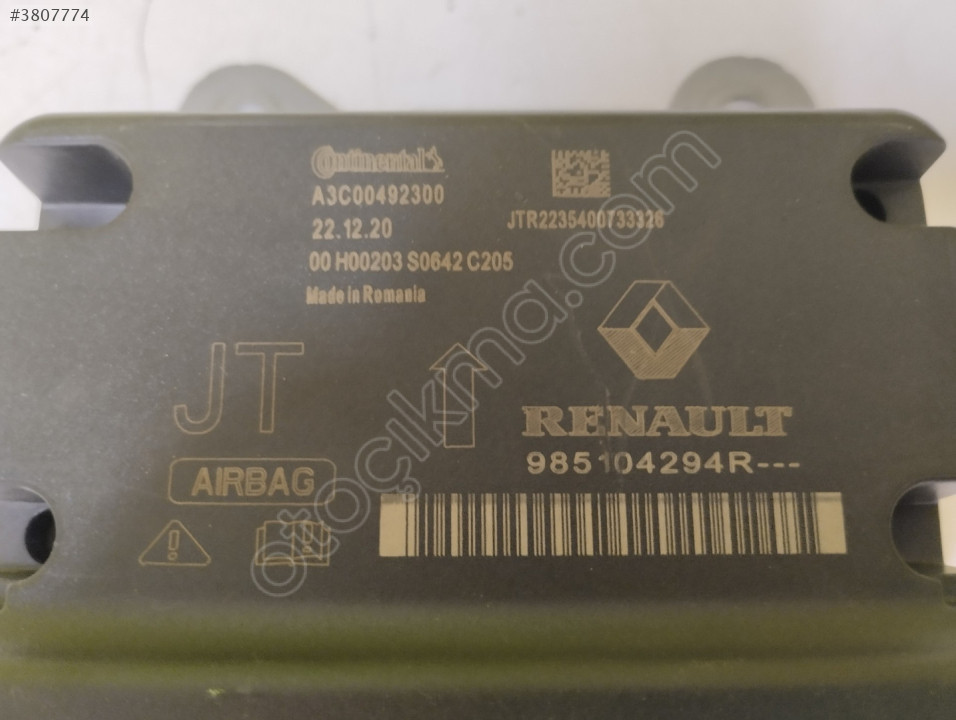 #3807774
Continental
A3C00492300
22.12.20
JTR2235400733326
00 H00203 S0642 C205
Made in Romania
JT
RENAULT
985104294R---
AIRBAG
otocikma.com